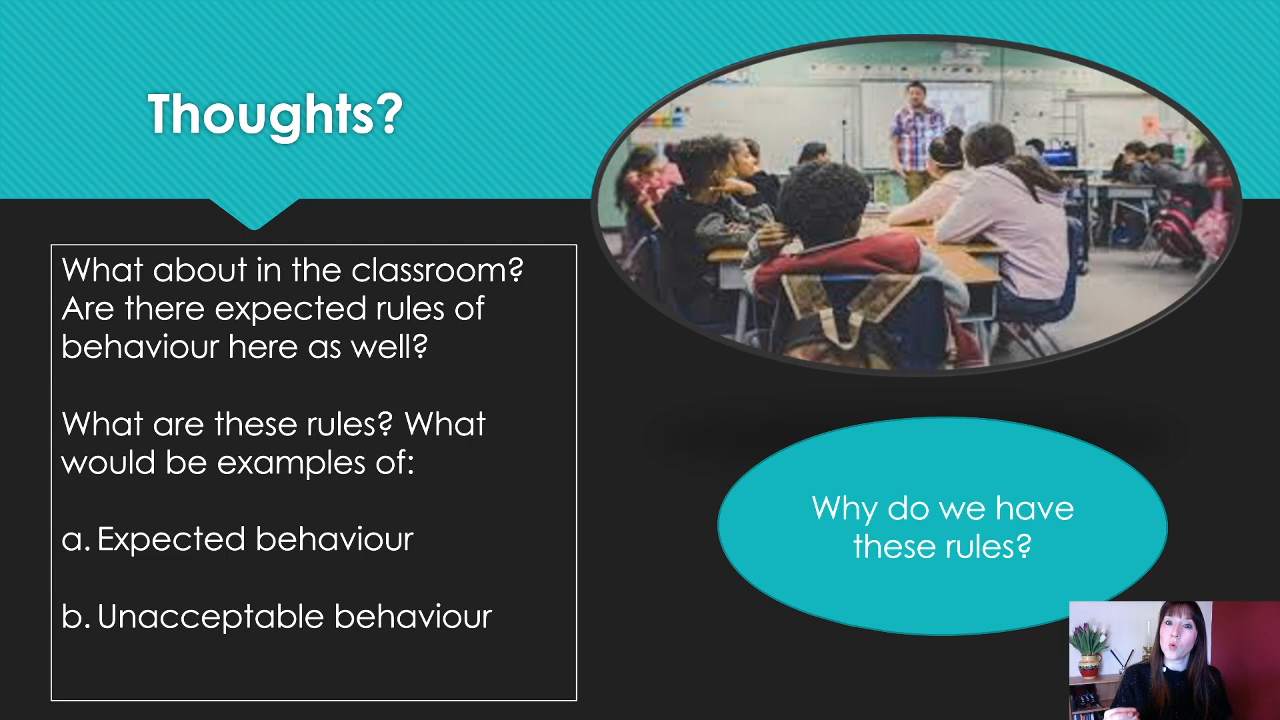 Thoughts?
What about in the classroom?
Are there expected rules of
behaviour here as well?
What are these rules? What
would be examples of:
a. Expected behaviour
b. Unacceptable behaviour
Why do we have
these rules?